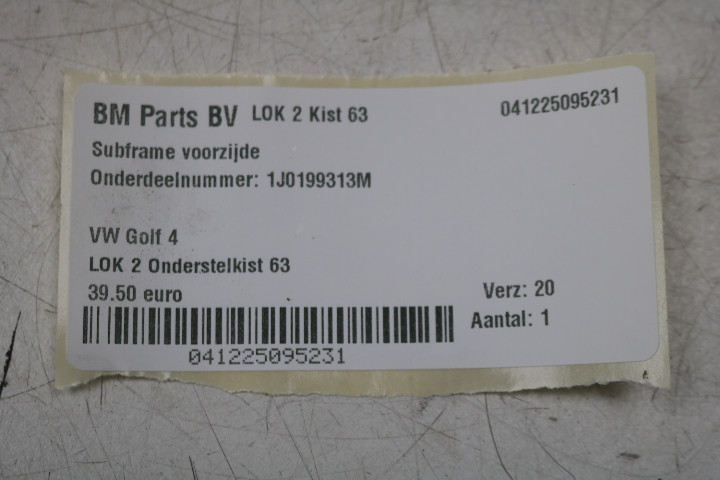 BM Parts BV LOK 2 Kist 63 041225095231
Subframe voorzijde
Onderdeelnummer: 1J0199313M
VW Golf 4
LOK 2 Onderstelkist 63
39.50 euro Verz: 20
Aantal: 1
041225095231